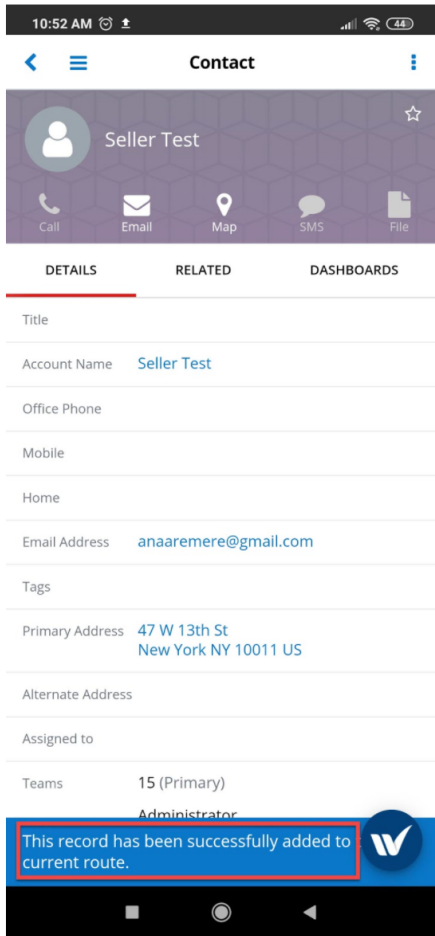 10:52 AM 44
Contact
Seller Test
Call Email Map SMS File
DETAILS RELATED DASHBOARDS
Title
Account Name Seller Test
Office Phone
Mobile
Home
Email Address anaaremere@gmail.com
Tags
Primary Address 47 W 13th St
New York NY 10011 US
Alternate Address
Assigned to
Teams 15 (Primary)
Administrator
This record has been successfully added to
current route.